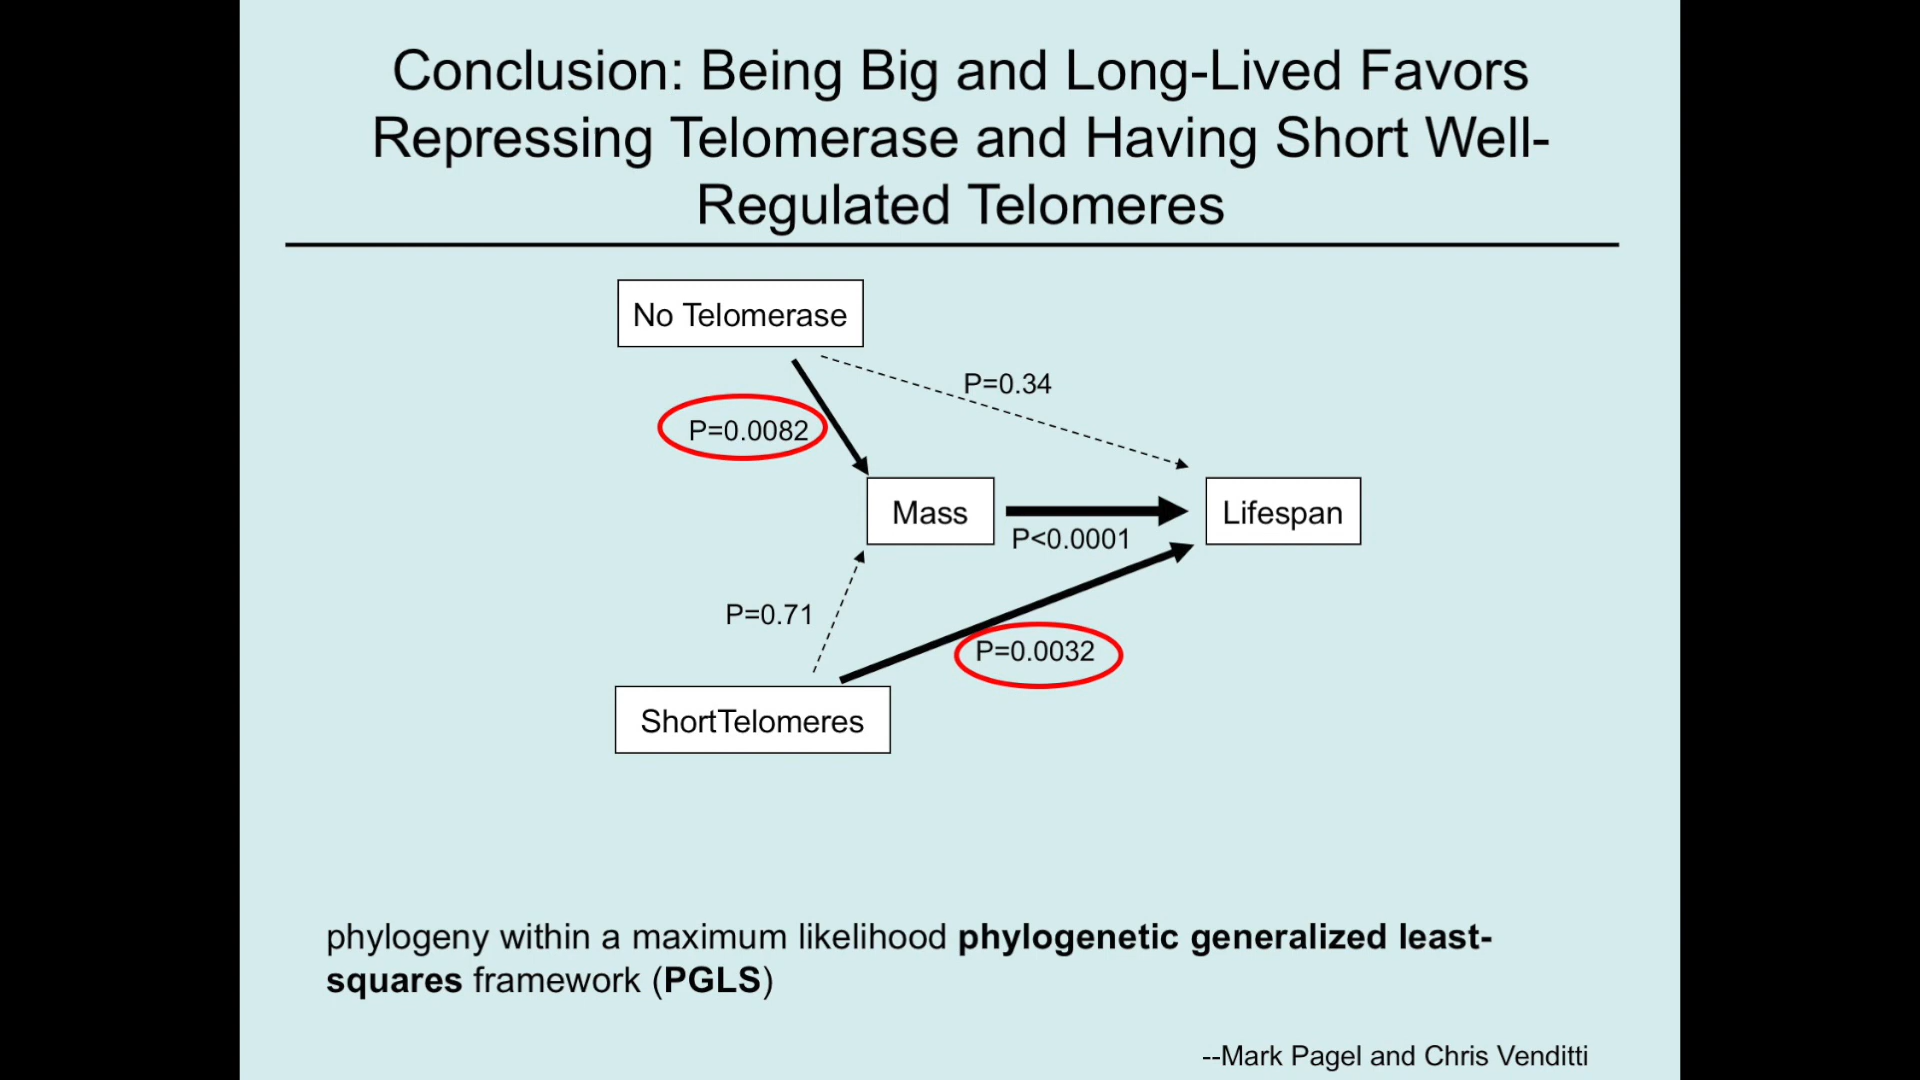 Conclusion: Being Big and Long-Lived Favors
Repressing Telomerase and Having Short Well-
Regulated Telomeres
No Telomerase
P=0.34
P=0.0082
Mass
Lifespan
P<0.0001
P=0.71
P=0.0032
ShortTelomeres
phylogeny within a maximum likelihood phylogenetic generalized least-
squares framework (PGLS)
--Mark Pagel and Chris Venditti